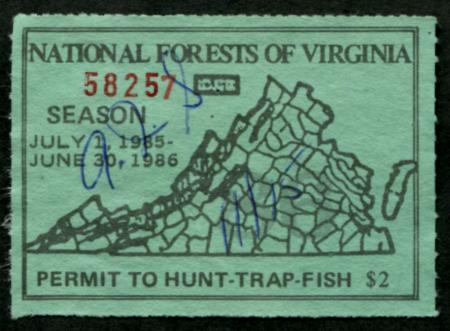 NATIONAL FORESTS OF VIRGINIA
58257
SEASON
JULY 1, 1985-
JUNE 30, 1986
PERMIT TO HUNT-TRAP-FISH $2